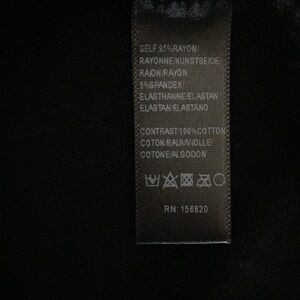 SELF:95%RAYON/
RAYONNE/KUNSTSEIDE/
RAION/RAYÓN
5%SPANDEX/
ELASTHANNE/ELASTAN/
ELASTAN/ELASTANO
CONTRAST:100%COTTON/
COTON/BAUMWOLLE/
COTONE/ALGODÓN
RN: 156820